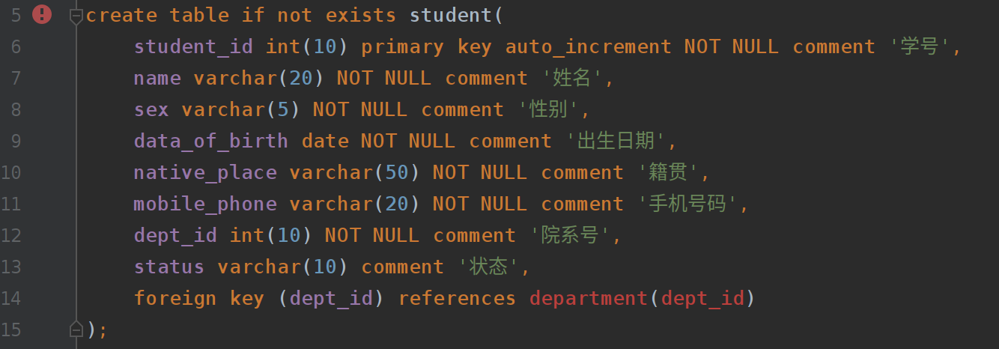 5 create table if not exists student(
6 student_id int(10) primary key auto_increment NOT NULL comment '学号',
7 name varchar(20) NOT NULL comment '姓名',
8 sex varchar(5) NOT NULL comment '性别',
9 data_of_birth date NOT NULL comment '出生日期',
10 native_place varchar(50) NOT NULL comment '籍贯',
11 mobile_phone varchar(20) NOT NULL comment '手机号码',
12 dept_id int(10) NOT NULL comment '院系号',
13 status varchar(10) comment '状态',
14 foreign key (dept_id) references department(dept_id)
15 );